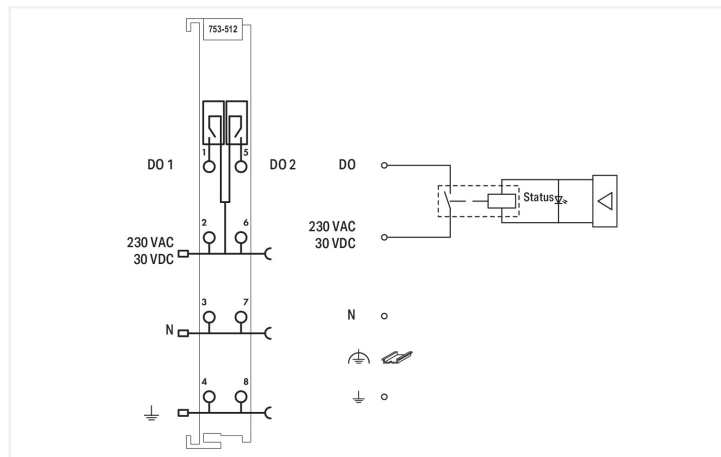 753-512
1 5
DO 1 DO 2 DO
Status
2 6
230 VAC
30 VDC
230 VAC
30 VDC
3 7
N N
4 8